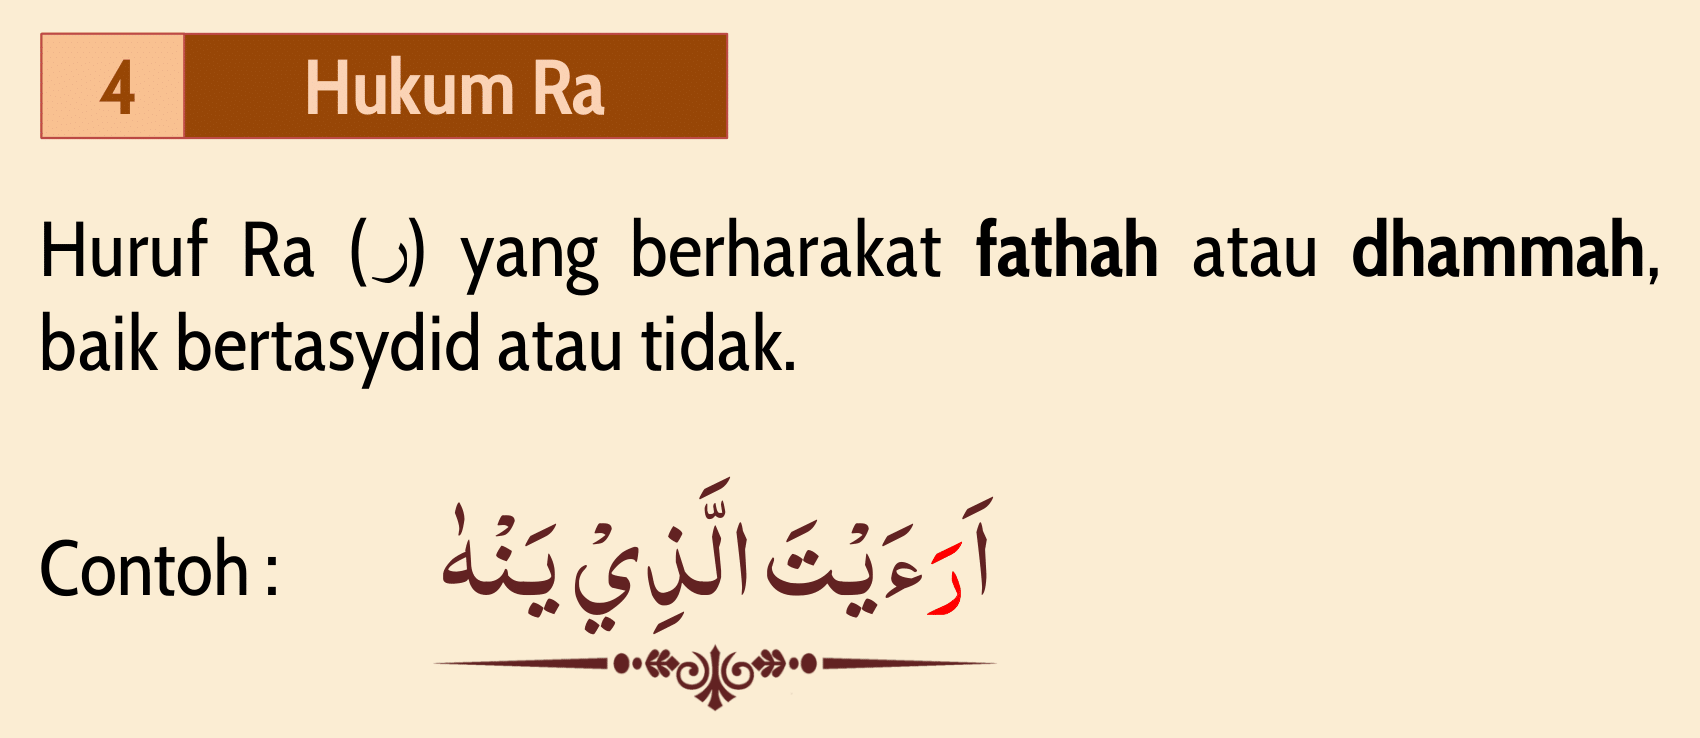 4 Hukum Ra
Huruf Ra (ر) yang berharakat fathah atau dhammah,
baik bertasydid atau tidak.
Contoh : اَرَءَيْتَ الَّذِيْ يَنْهٰ